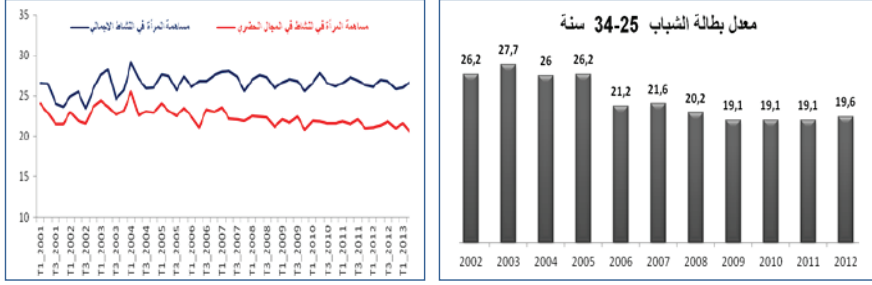 مساهمة المرأة في النشاط الاجمالي
مساهمة المرأة في النشاط في المجال الحضري
35
30
25
20
15
10
T1_2001
T3_2001
T1_2002
T3_2002
T1_2003
T3_2003
T1_2004
T3_2004
T1_2005
T3_2005
T1_2006
T3_2006
T1_2007
T3_2007
T1_2008
T3_2008
T1_2009
T3_2009
T1_2010
T3_2010
T1_2011
T3_2011
T1_2012
T3_2012
T1_2013
معدل بطالة الشباب 25-34 سنة
26,2
27,7
26
26,2
21,2
21,6
20,2
19,1
19,1
19,1
19,6
2002 2003 2004 2005 2006 2007 2008 2009 2010 2011 2012